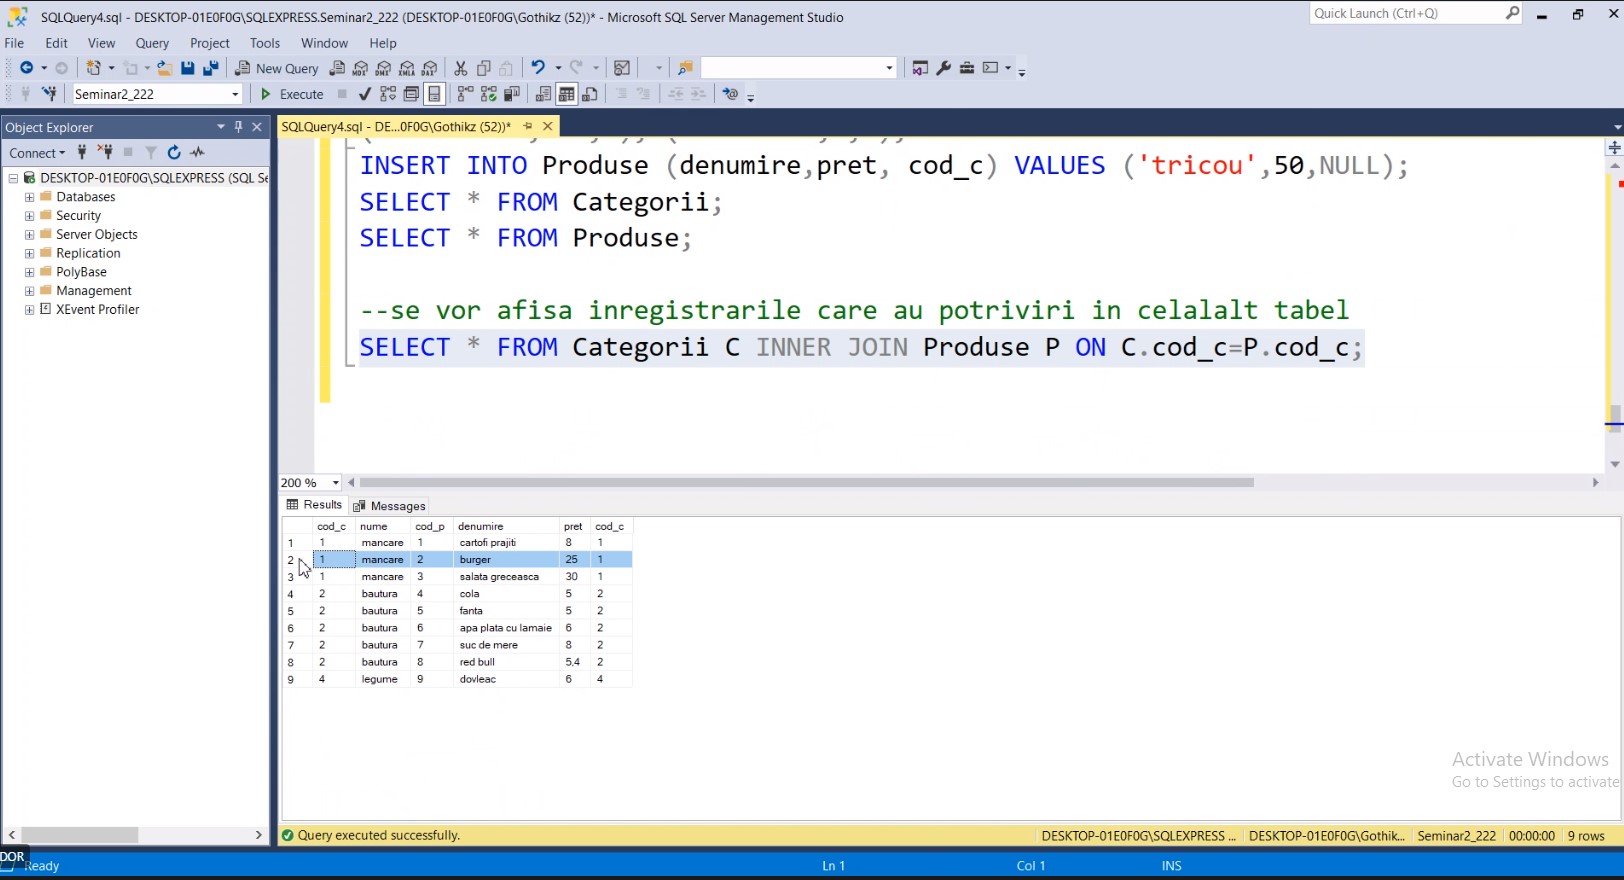 SQLQuery4.sql - DESKTOP-01E0F0G\SQLEXPRESS.Seminar2_222 (DESKTOP-01E0F0G\Gothikz (52))* - Microsoft SQL Server Management Studio
Quick Launch (Ctrl+Q)
File Edit View Query Project Tools Window Help
New Query MDX DMX XMLA DAX
Seminar2_222 Execute
Object Explorer
SQLQuery4.sql - DE...0F0G\Gothikz (52))*
Connect
DESKTOP-01E0F0G\SQLEXPRESS (SQL Se
Databases
Security
Server Objects
Replication
PolyBase
Management
XEvent Profiler
INSERT INTO Produse (denumire,pret, cod_c) VALUES ('tricou',50,NULL);
SELECT * FROM Categorii;
SELECT * FROM Produse;
--se vor afisa inregistrarile care au potriviri in celalalt tabel
SELECT * FROM Categorii C INNER JOIN Produse P ON C.cod_c=P.cod_c;
200 %
Results Messages
cod_c nume cod_p denumire pret cod_c
1 1 mancare 1 cartofi prajiti 8 1
2 1 mancare 2 burger 25 1
3 1 mancare 3 salata greceasca 30 1
4 2 bautura 4 cola 5 2
5 2 bautura 5 fanta 5 2
6 2 bautura 6 apa plata cu lamaie 6 2
7 2 bautura 7 suc de mere 8 2
8 2 bautura 8 red bull 5,4 2
9 4 legume 9 dovleac 6 4
Activate Windows
Go to Settings to activate
Query executed successfully.
DESKTOP-01E0F0G\SQLEXPRESS ... DESKTOP-01E0F0G\Gothik... Seminar2_222 00:00:00 9 rows
DOR
Ready Ln 1 Col 1 INS